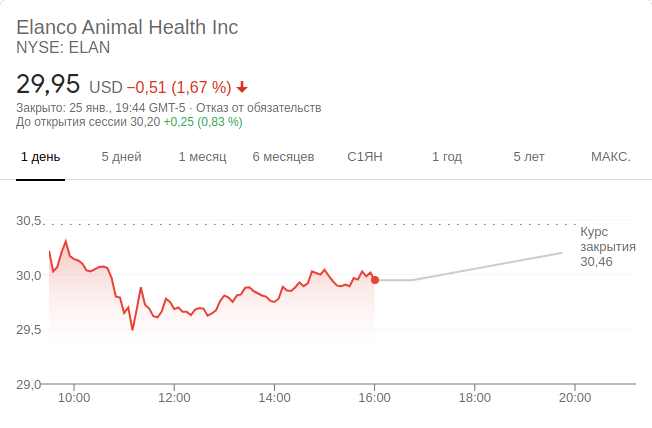 Elanco Animal Health Inc
NYSE: ELAN
29,95 USD −0,51 (1,67 %)
Закрыто: 25 янв., 19:44 GMT-5 · Отказ от обязательств
До открытия сессии 30,20 +0,25 (0,83 %)
1 день 5 дней 1 месяц 6 месяцев С1ЯН 1 год 5 лет МАКС.
30,5
Курс
закрытия
30,46
30,0
29,5
29,0
10:00 12:00 14:00 16:00 18:00 20:00